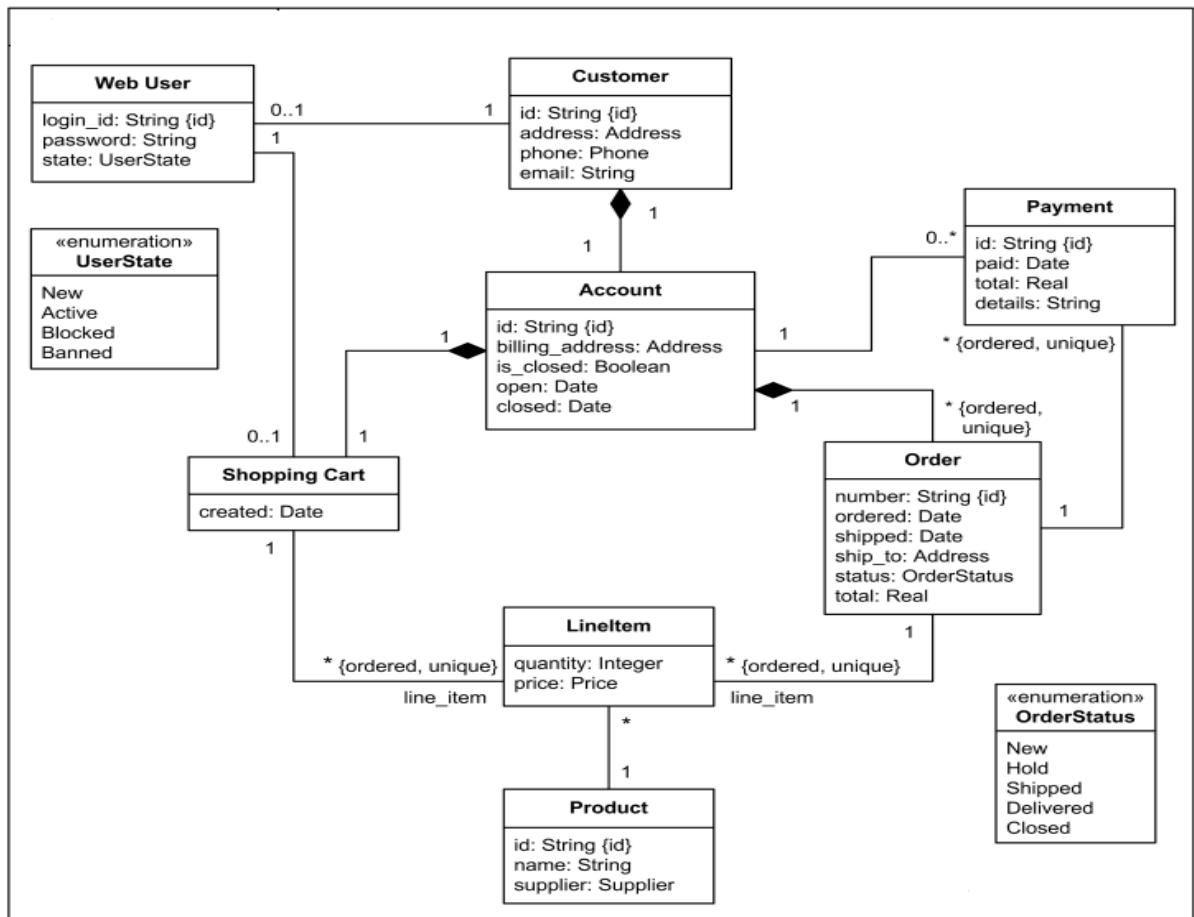 Web User
login_id: String {id}
password: String
state: UserState
0..1
1
1
Customer
id: String {id}
address: Address
phone: Phone
email: String
1
1
«enumeration»
UserState
New
Active
Blocked
Banned
Payment
id: String {id}
paid: Date
total: Real
details: String
0..*
* {ordered, unique}
Account
id: String {id}
billing_address: Address
is_closed: Boolean
open: Date
closed: Date
1
1
1
* {ordered,
unique}
0..1
1
Shopping Cart
created: Date
1
Order
number: String {id}
ordered: Date
shipped: Date
ship_to: Address
status: OrderStatus
total: Real
1
1
LineItem
quantity: Integer
price: Price
* {ordered, unique}
line_item
* {ordered, unique}
line_item
*
1
Product
id: String {id}
name: String
supplier: Supplier
«enumeration»
OrderStatus
New
Hold
Shipped
Delivered
Closed